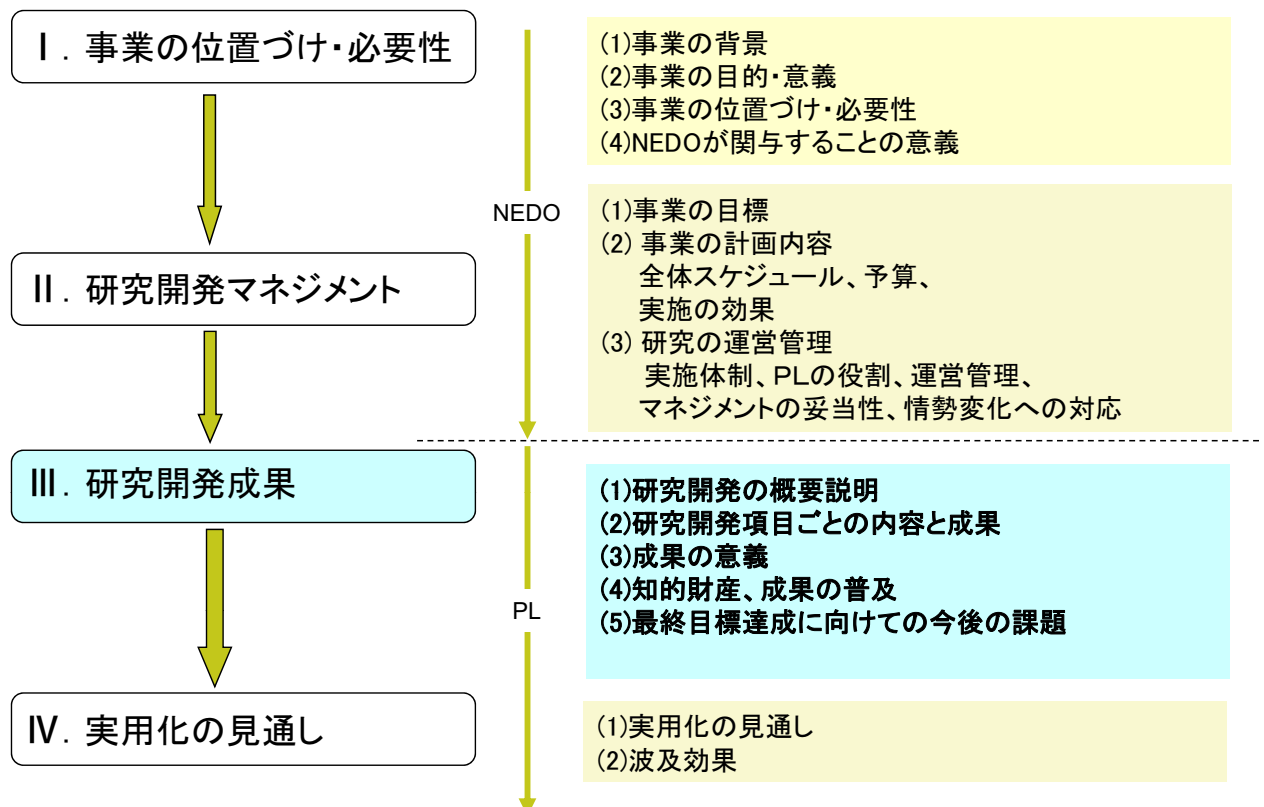 Ⅰ．事業の位置づけ・必要性
(1)事業の背景
(2)事業の目的・意義
(3)事業の位置づけ・必要性
(4)NEDOが関与することの意義
NEDO
Ⅱ．研究開発マネジメント
(1)事業の目標
(2) 事業の計画内容
全体スケジュール、予算、
実施の効果
(3) 研究の運営管理
実施体制、PLの役割、運営管理、
マネジメントの妥当性、情勢変化への対応
Ⅲ．研究開発成果
(1)研究開発の概要説明
(2)研究開発項目ごとの内容と成果
(3)成果の意義
(4)知的財産、成果の普及
(5)最終目標達成に向けての今後の課題
PL
Ⅳ．実用化の見通し
(1)実用化の見通し
(2)波及効果